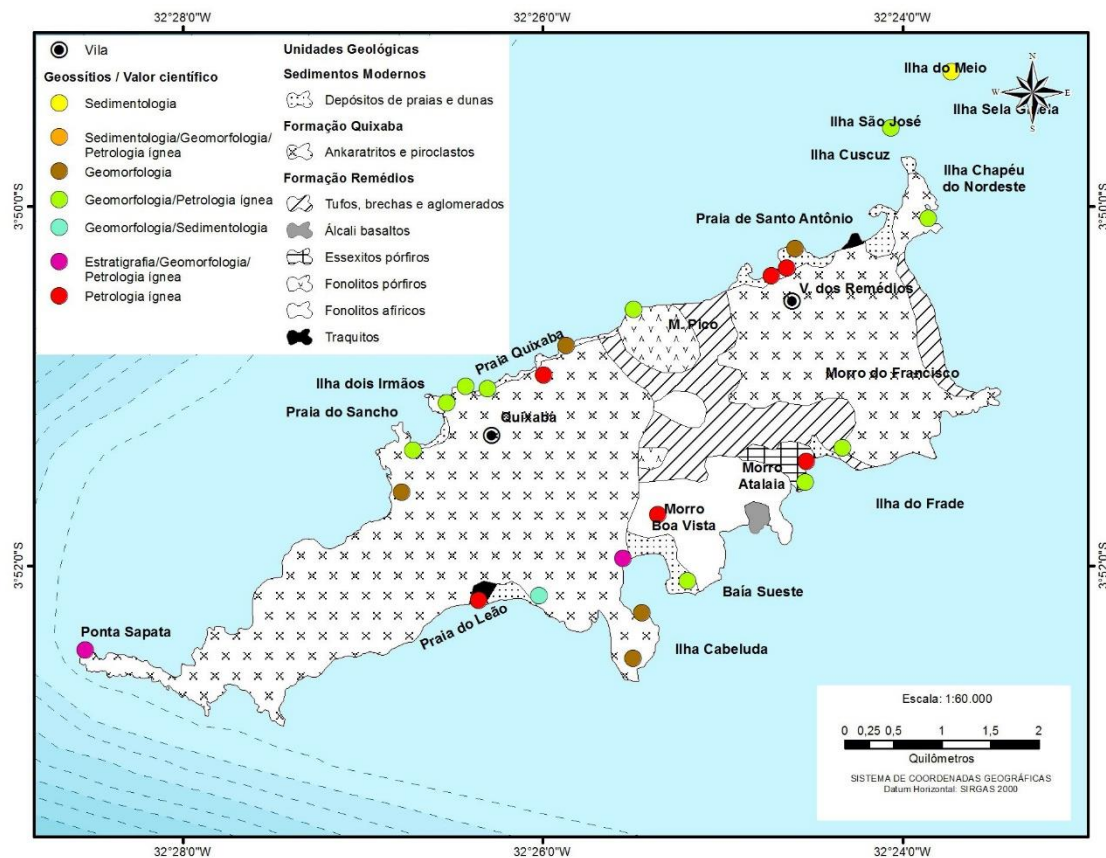 32°28'0"W
32°26'0"W
32°24'0"W
Vila
Geossítios / Valor científico
Sedimentologia
Sedimentologia/Geomorfologia/
Petrologia ígnea
Geomorfologia
Geomorfologia/Petrologia ígnea
Geomorfologia/Sedimentologia
Estratigrafia/Geomorfologia/
Petrologia ígnea
Petrologia ígnea
Unidades Geológicas
Sedimentos Modernos
Depósitos de praias e dunas
Formação Quixaba
Ankaratritos e piroclastos
Formação Remédios
Tufos, brechas e aglomerados
Álcali basaltos
Essexitos pórfiros
Fonolitos pórfiros
Fonolitos afíricos
Traquitos
Ilha do Meio
N
W
E
S
Ilha Sela Gineta
Ilha São José
Ilha Cuscuz
Ilha Chapéu
do Nordeste
3°50'0"S
3°50'0"S
Praia de Santo Antônio
V. dos Remédios
M. Pico
Praia Quixaba
Morro do Francisco
Ilha dois Irmãos
Praia do Sancho
Quixaba
Morro
Atalaia
Ilha do Frade
Morro
Boa Vista
3°52'0"S
3°52'0"S
Baía Sueste
Praia do Leão
Ponta Sapata
Ilha Cabeluda
Escala: 1:60.000
0 0,25 0,5 1 1,5 2
Quilômetros
SISTEMA DE COORDENADAS GEOGRÁFICAS
Datum Horizontal: SIRGAS 2000
32°28'0"W
32°26'0"W
32°24'0"W